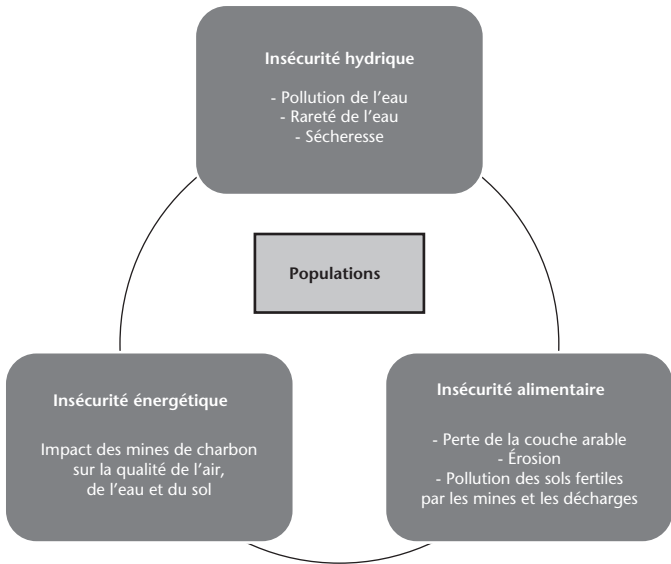 Insécurité hydrique
- Pollution de l'eau
- Rareté de l'eau
- Sécheresse
Populations
Insécurité énergétique
Impact des mines de charbon
sur la qualité de l'air,
de l'eau et du sol
Insécurité alimentaire
- Perte de la couche arable
- Érosion
- Pollution des sols fertiles
par les mines et les décharges